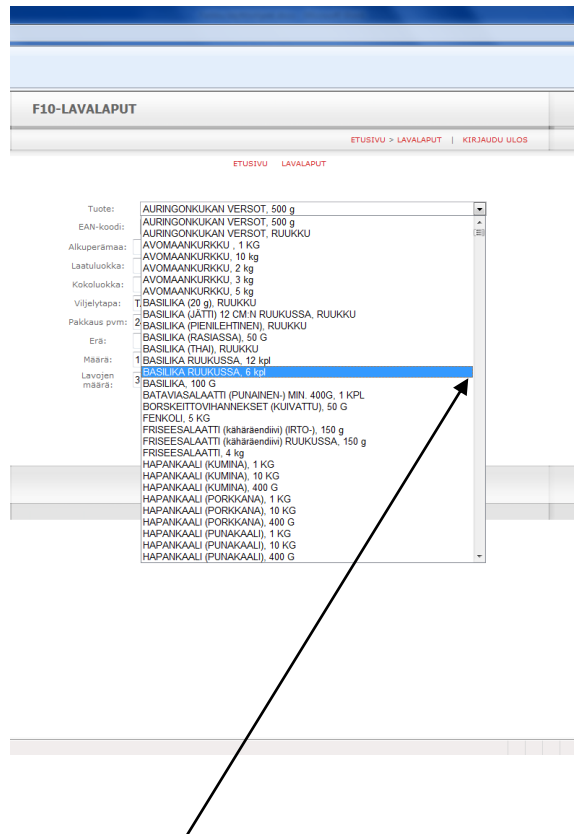 F10-LAVALAPUT
ETUSIVU > LAVALAPUT | KIRJAUDU ULOS
ETUSIVU LAVALAPUT
Tuote: AURINGONKUKAN VERSOT, 500 g
EAN-koodi: AURINGONKUKAN VERSOT, 500 g
AURINGONKUKAN VERSOT, RUUKKU
Alkuperämaa: AVOMAANKURKKU , 1 KG
AVOMAANKURKKU, 10 kg
Laatuluokka: AVOMAANKURKKU, 2 kg
AVOMAANKURKKU, 3 kg
Kokoluokka: AVOMAANKURKKU, 5 kg
Viljelytapa: T BASILIKA (20 g), RUUKKU
BASILIKA (JÄTTI) 12 CM:N RUUKUSSA, RUUKKU
Pakkaus pvm: 2 BASILIKA (PIENILEHTINEN), RUUKKU
Erä: BASILIKA (RASIASSA), 50 G
BASILIKA (THAI), RUUKKU
Määrä: 1 BASILIKA RUUKUSSA, 12 kpl
BASILIKA RUUKUSSA, 6 kpl
Lavojen määrä: 3 BASILIKA, 100 G
BATAVIASALAATTI (PUNAINEN-) MIN. 400G, 1 KPL
BORSKEITTOVIHANNEKSET (KUIVATTU), 50 G
FENKOLI, 5 KG
FRISEESALAATTI (kähäräendiivi) (IRTO-), 150 g
FRISEESALAATTI (kähäräendiivi) RUUKUSSA, 150 g
FRISEESALAATTI, 4 kg
HAPANKAALI (KUMINA), 1 KG
HAPANKAALI (KUMINA), 10 KG
HAPANKAALI (KUMINA), 400 G
HAPANKAALI (PORKKANA), 1 KG
HAPANKAALI (PORKKANA), 10 KG
HAPANKAALI (PORKKANA), 400 G
HAPANKAALI (PUNAKAALI), 1 KG
HAPANKAALI (PUNAKAALI), 10 KG
HAPANKAALI (PUNAKAALI), 400 G